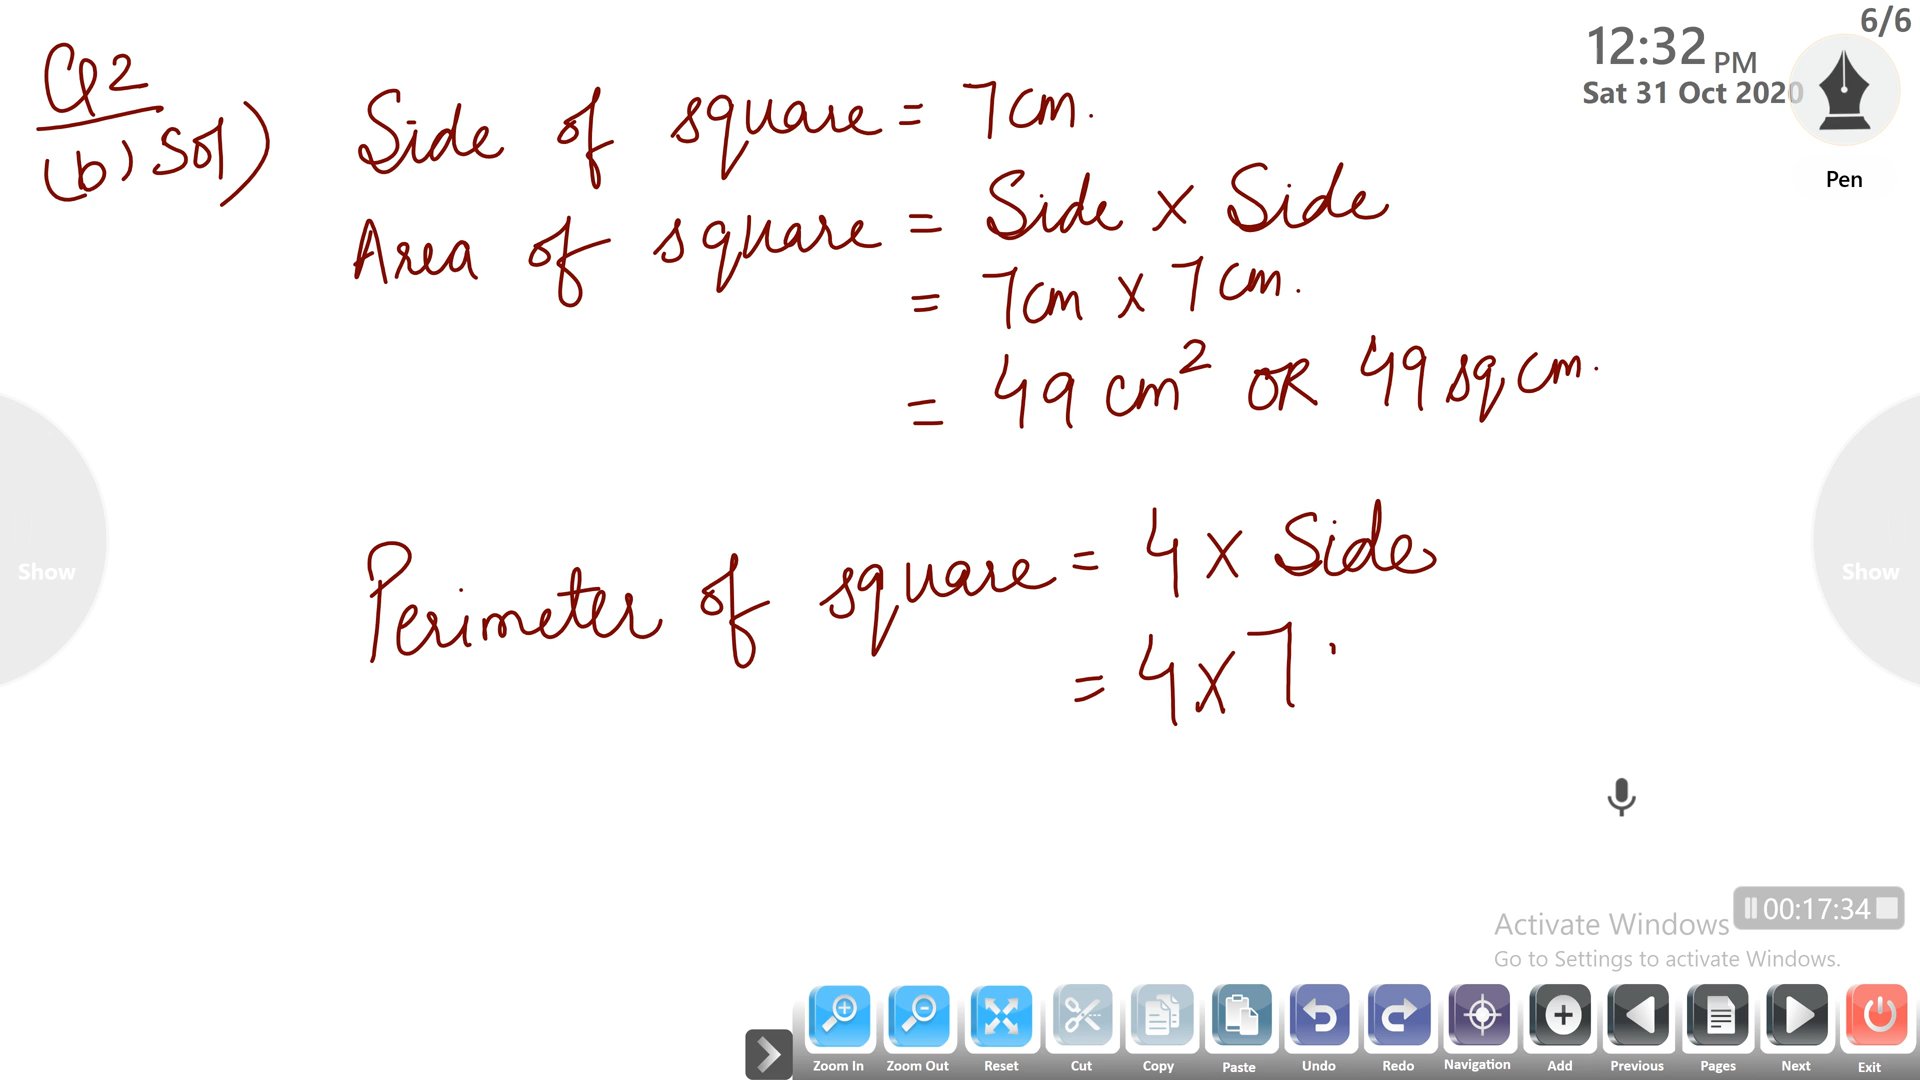 6/6
12:32 PM
Sat 31 Oct 2020
Pen
Q2
(b) Sol)
Side of square = 7cm.
Area of square = Side x Side
= 7cm x 7cm.
= 49 cm² OR 49 sq cm.
Perimeter of square = 4 x Side
= 4 x 7
Show
Show
00:17:34
Activate Windows
Go to Settings to activate Windows.
Zoom In Zoom Out Reset Cut Copy Paste Undo Redo Navigation Add Previous Pages Next Exit